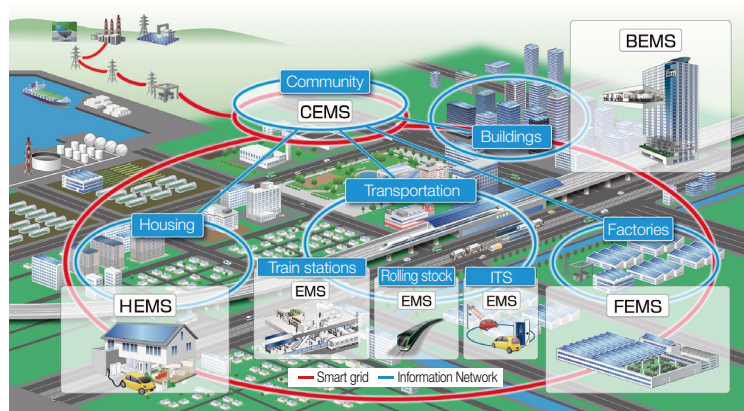 BEMS
Community
CEMS
Buildings
Transportation
Housing
Factories
Train stations
EMS
Rolling stock
EMS
ITS
EMS
HEMS
FEMS
Smart grid
Information Network